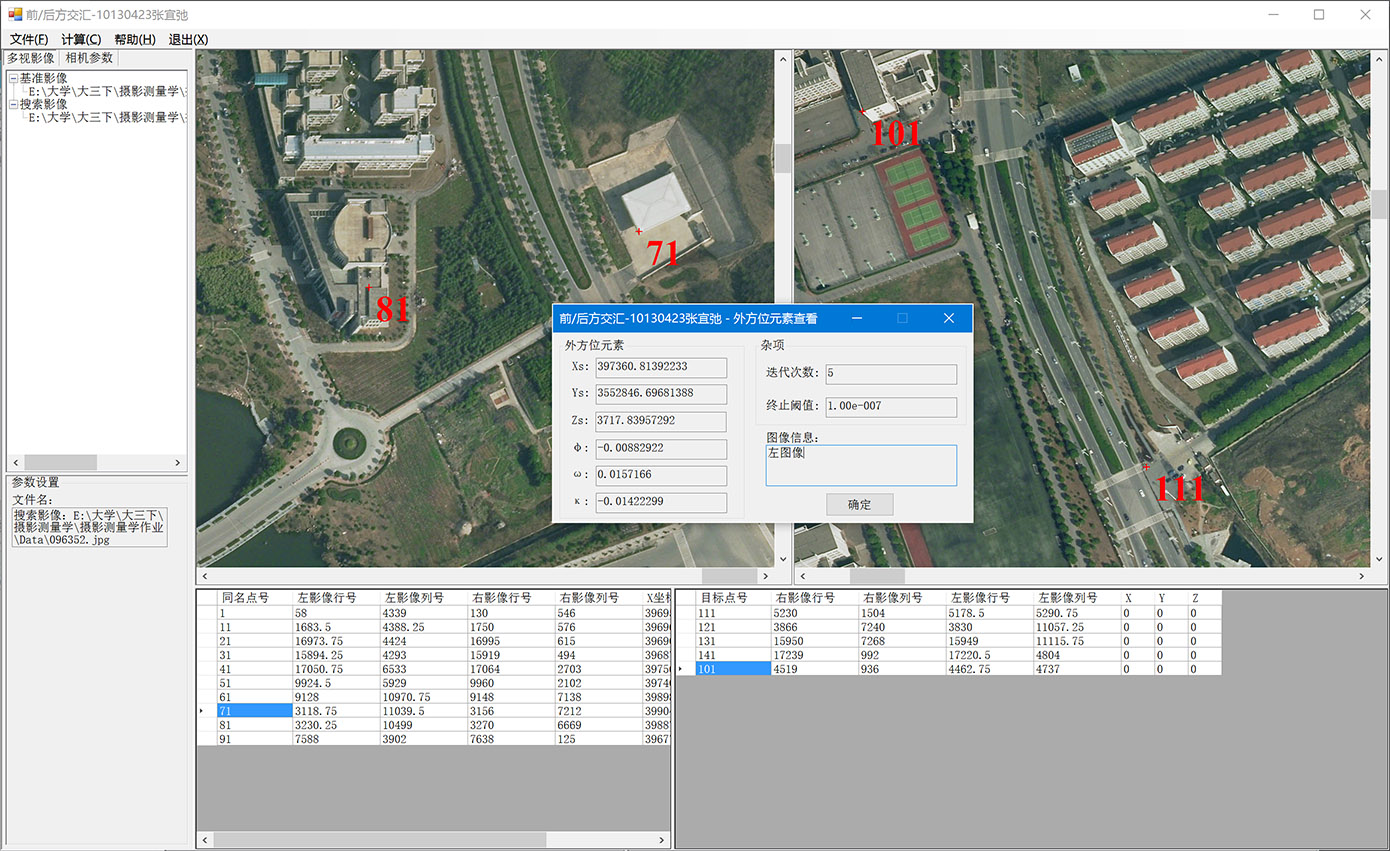 前/后方交汇-10130423张宜弛
文件(F) 计算(C) 帮助(H) 退出(X)
多视影像 相机参数
基准影像
E:\大学\大三下\摄影测量学\
搜索影像
E:\大学\大三下\摄影测量学\
参数设置
文件名:
搜索影像: E:\大学\大三下\
摄影测量学\摄影测量学作业
\Data\096352.jpg
71
81
101
111
前/后方交汇-10130423张宜弛 - 外方位元素查看
外方位元素
Xs: 397360.81392233
Ys: 3552846.69681388
Zs: 3717.83957292
Φ: -0.00882922
ω: 0.0157166
κ: -0.01422299
杂项
迭代次数: 5
终止阈值: 1.00e-007
图像信息:
左图像
确定
同名点号 左影像行号 左影像列号 右影像行号 右影像列号 X坐标
1 58 4339 130 546 3969
11 1683.5 4388.25 1750 576 3969
21 16973.75 4424 16995 615 3969
31 15894.25 4293 15919 494 3968
41 17050.75 6533 17064 2703 3975
51 9924.5 5929 9960 2102 3974
61 9128 10970.75 9148 7138 3989
71 3118.75 11039.5 3156 7212 3990
81 3230.25 10499 3270 6669 3988
91 7588 3902 7638 125 3967
目标点号 右影像行号 右影像列号 左影像行号 左影像列号 X Y Z
111 5230 1504 5178.5 5290.75 0 0 0
121 3866 7240 3830 11057.25 0 0 0
131 15950 7268 15949 11115.75 0 0 0
141 17239 992 17220.5 4804 0 0 0
101 4519 936 4462.75 4737 0 0 0